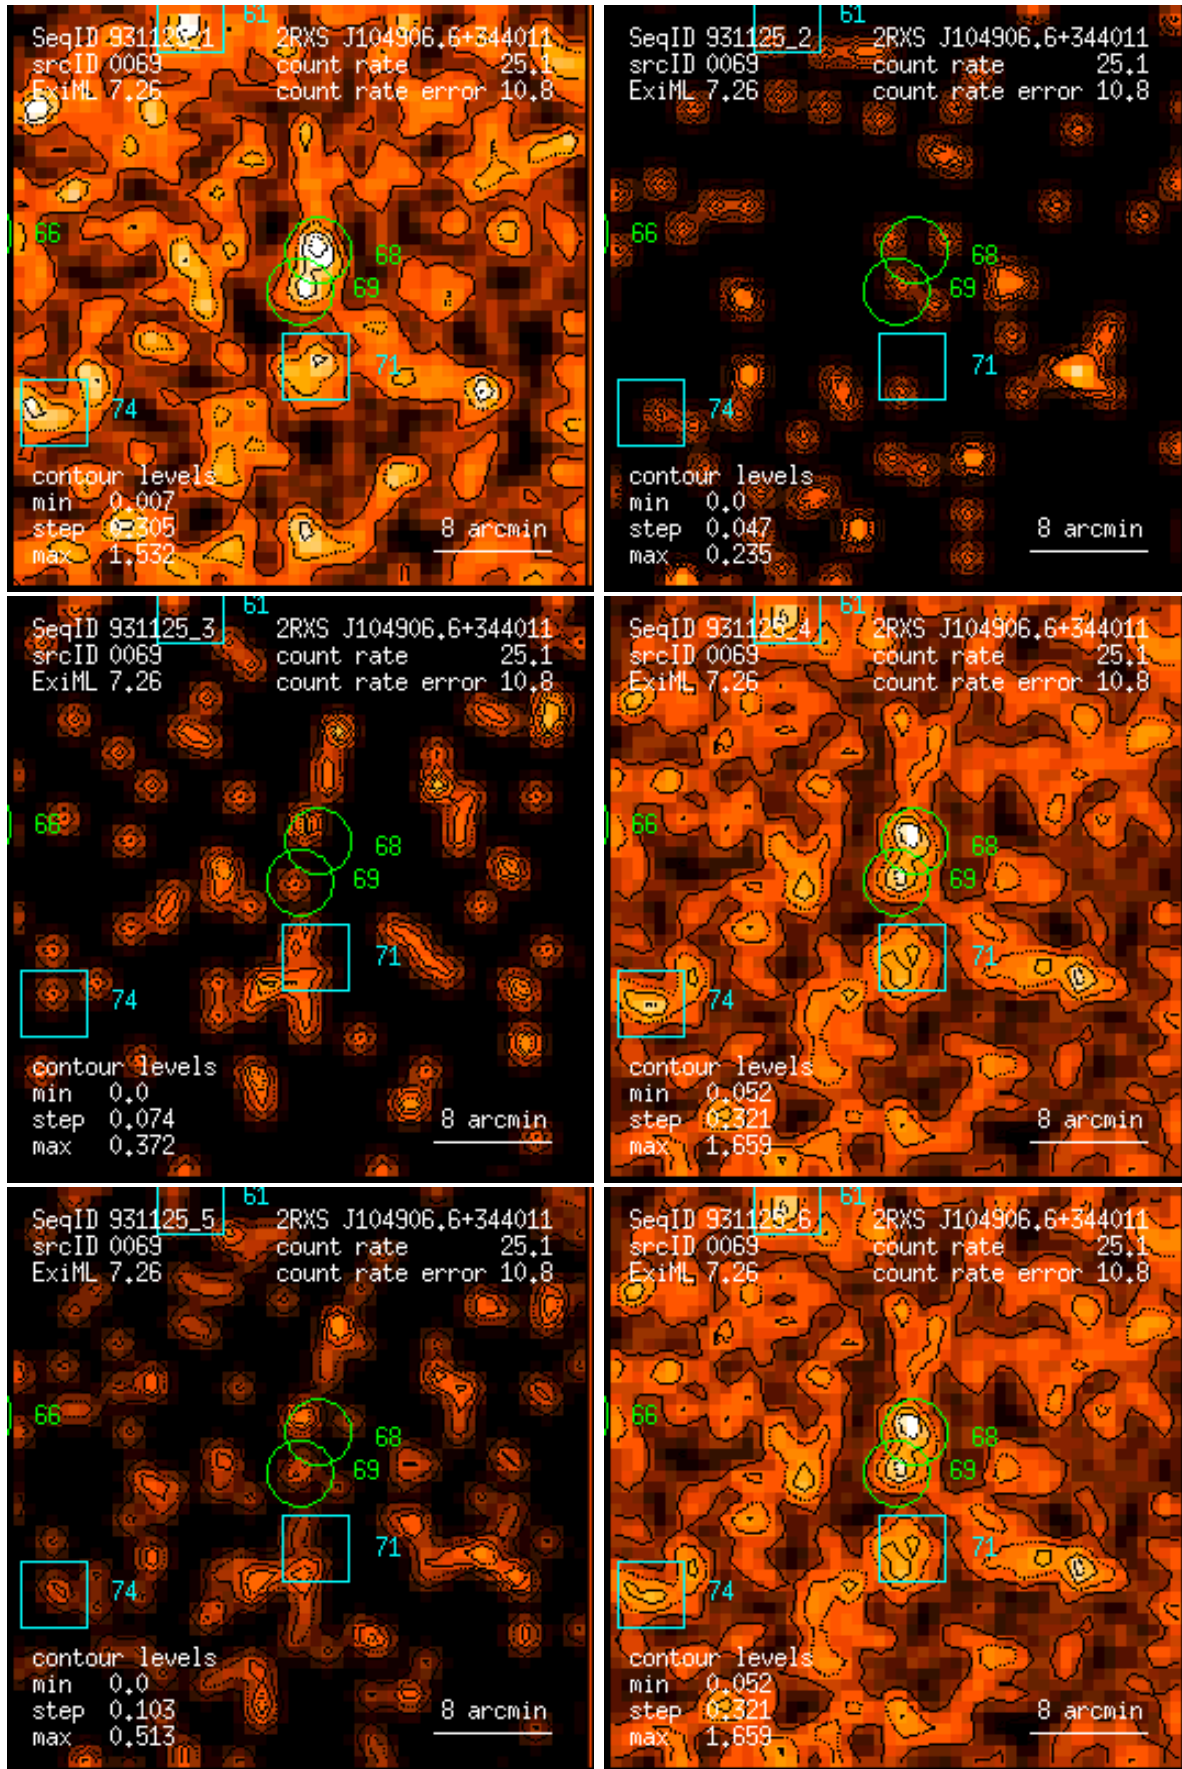 61
SeqID 931125_1 2RXS J104906.6+344011
srcID 0069 count rate 25.1
ExiML 7.26 count rate error 10.8
66
68
69
71
74
contour levels
min 0.007
step 0.305 8 arcmin
max 1.532
61
SeqID 931125_2 2RXS J104906.6+344011
srcID 0069 count rate 25.1
ExiML 7.26 count rate error 10.8
66
68
69
71
74
contour levels
min 0.0
step 0.047 8 arcmin
max 0.235
61
SeqID 931125_3 2RXS J104906.6+344011
srcID 0069 count rate 25.1
ExiML 7.26 count rate error 10.8
66
68
69
71
74
contour levels
min 0.0
step 0.074 8 arcmin
max 0.372
61
SeqID 931125_4 2RXS J104906.6+344011
srcID 0069 count rate 25.1
ExiML 7.26 count rate error 10.8
66
68
69
71
74
contour levels
min 0.052
step 0.321 8 arcmin
max 1.659
61
SeqID 931125_5 2RXS J104906.6+344011
srcID 0069 count rate 25.1
ExiML 7.26 count rate error 10.8
66
68
69
71
74
contour levels
min 0.0
step 0.103 8 arcmin
max 0.513
61
SeqID 931125_6 2RXS J104906.6+344011
srcID 0069 count rate 25.1
ExiML 7.26 count rate error 10.8
66
68
69
71
74
contour levels
min 0.052
step 0.321 8 arcmin
max 1.659